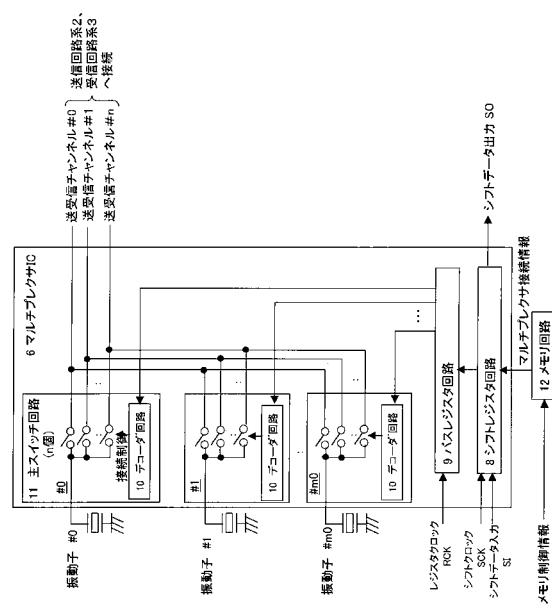 送信回路系2、
受信回路系3
へ接続
送受信チャンネル#0
送受信チャンネル#1
送受信チャンネル#n
6 マルチプレクサIC
11 主スイッチ回路
(n個)
#0
接続制御
10 デコーダ回路
振動子 #0
#1
10 デコーダ回路
振動子 #1
#m0
10 デコーダ回路
振動子 #m0
9 パスレジスタ回路
8 シフトレジスタ回路
シフトデータ出力 SO
レジスタクロック
RCK
シフトクロック
SCK
シフトデータ入力
SI
マルチプレクサ接続情報
12 メモリ回路
メモリ制御情報